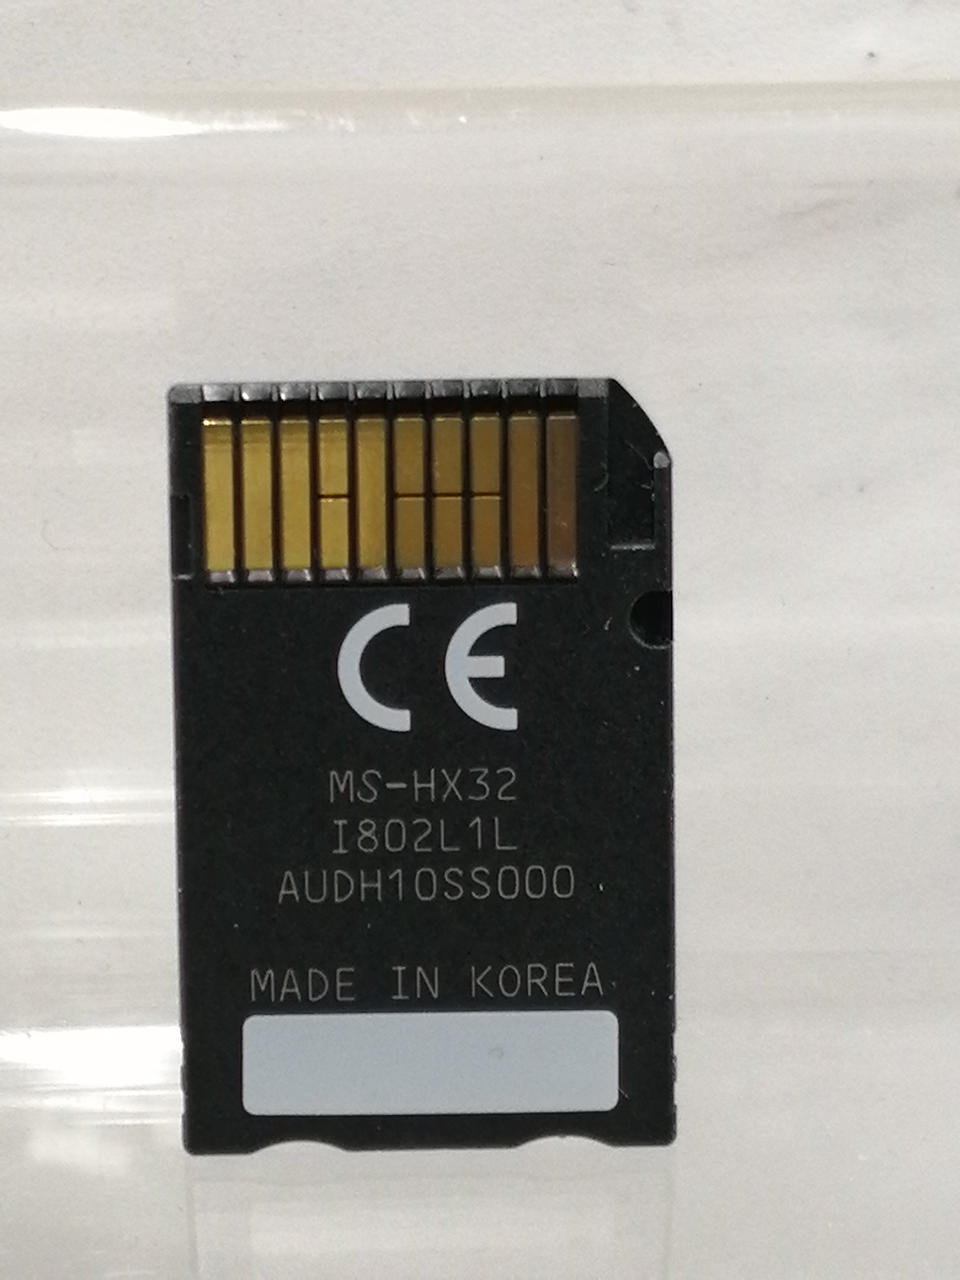 CE
MS-HX32
I802L1L
AUDH10SS000
MADE IN KOREA